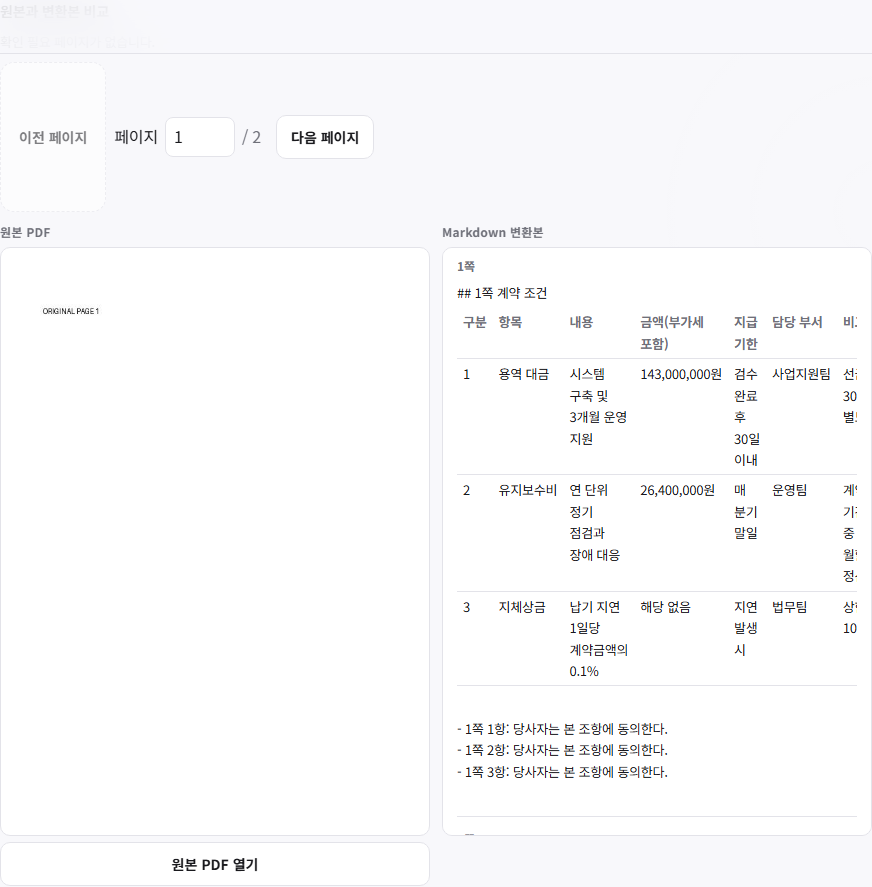 원본과 변환본 비교
이전 페이지
페이지 1 / 2
다음 페이지
원본 PDF
Markdown 변환본
ORIGINAL PAGE 1
1쪽
## 1쪽 계약 조건
구분 항목 내용 금액(부가세 포함) 지급 기한 담당 부서
1 용역 대금 시스템 구축 및 3개월 운영 지원 143,000,000원 검수 완료 후 30일 이내 사업지원팀 30
2 유지보수비 연 단위 정기 점검과 장애 대응 26,400,000원 매 분기 말일 운영팀 중
3 지체상금 납기 지연 1일당 계약금액의 0.1% 해당 없음 지연 발생 시 법무팀 10
- 1쪽 1항: 당사자는 본 조항에 동의한다.
- 1쪽 2항: 당사자는 본 조항에 동의한다.
- 1쪽 3항: 당사자는 본 조항에 동의한다.
원본 PDF 열기